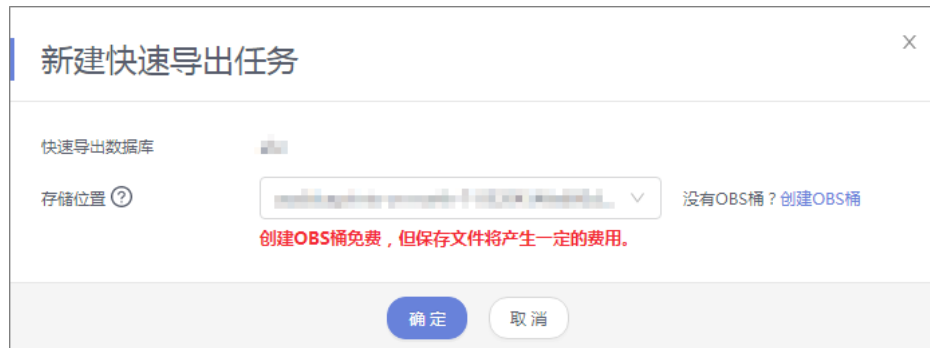 新建快速导出任务
快速导出数据库
存储位置 ? 没有OBS桶？创建OBS桶
创建OBS桶免费，但保存文件将产生一定的费用。
确定 取消